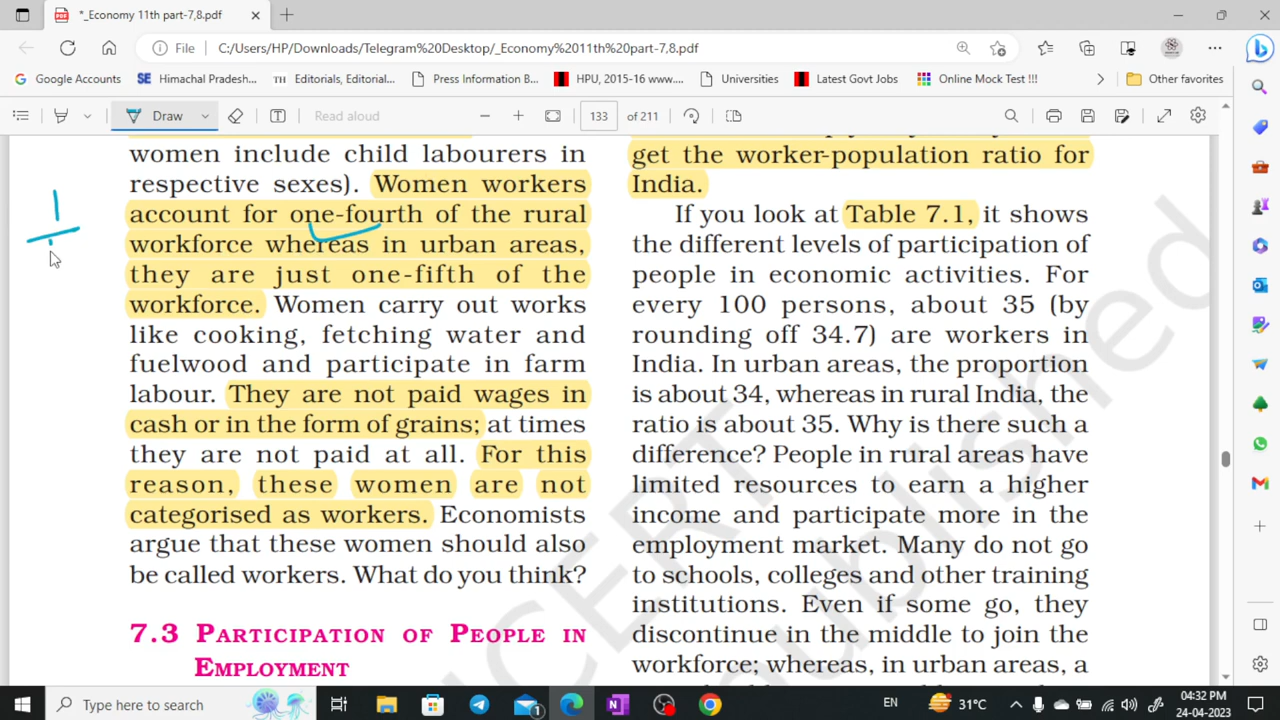 *_Economy 11th part-7,8.pdf
File
C:/Users/HP/Downloads/Telegram%20Desktop/_Economy%2011th%20part-7,8.pdf
Google Accounts
SE Himachal Pradesh...
TH Editorials, Editorial...
Press Information B...
HPU, 2015-16 www....
Universities
Latest Govt Jobs
Online Mock Test !!!
Other favorites
Draw
Read aloud
133 of 211
women include child labourers in
respective sexes). Women workers
account for one-fourth of the rural
workforce whereas in urban areas,
they are just one-fifth of the
workforce. Women carry out works
like cooking, fetching water and
fuelwood and participate in farm
labour. They are not paid wages in
cash or in the form of grains; at times
they are not paid at all. For this
reason, these women are not
categorised as workers. Economists
argue that these women should also
be called workers. What do you think?
7.3 Participation of People in
Employment
get the worker-population ratio for
India.
If you look at Table 7.1, it shows
the different levels of participation of
people in economic activities. For
every 100 persons, about 35 (by
rounding off 34.7) are workers in
India. In urban areas, the proportion
is about 34, whereas in rural India, the
ratio is about 35. Why is there such a
difference? People in rural areas have
limited resources to earn a higher
income and participate more in the
employment market. Many do not go
to schools, colleges and other training
institutions. Even if some go, they
discontinue in the middle to join the
workforce; whereas, in urban areas, a
1
Type here to search
1
31°C
EN
04:32 PM
24-04-2023